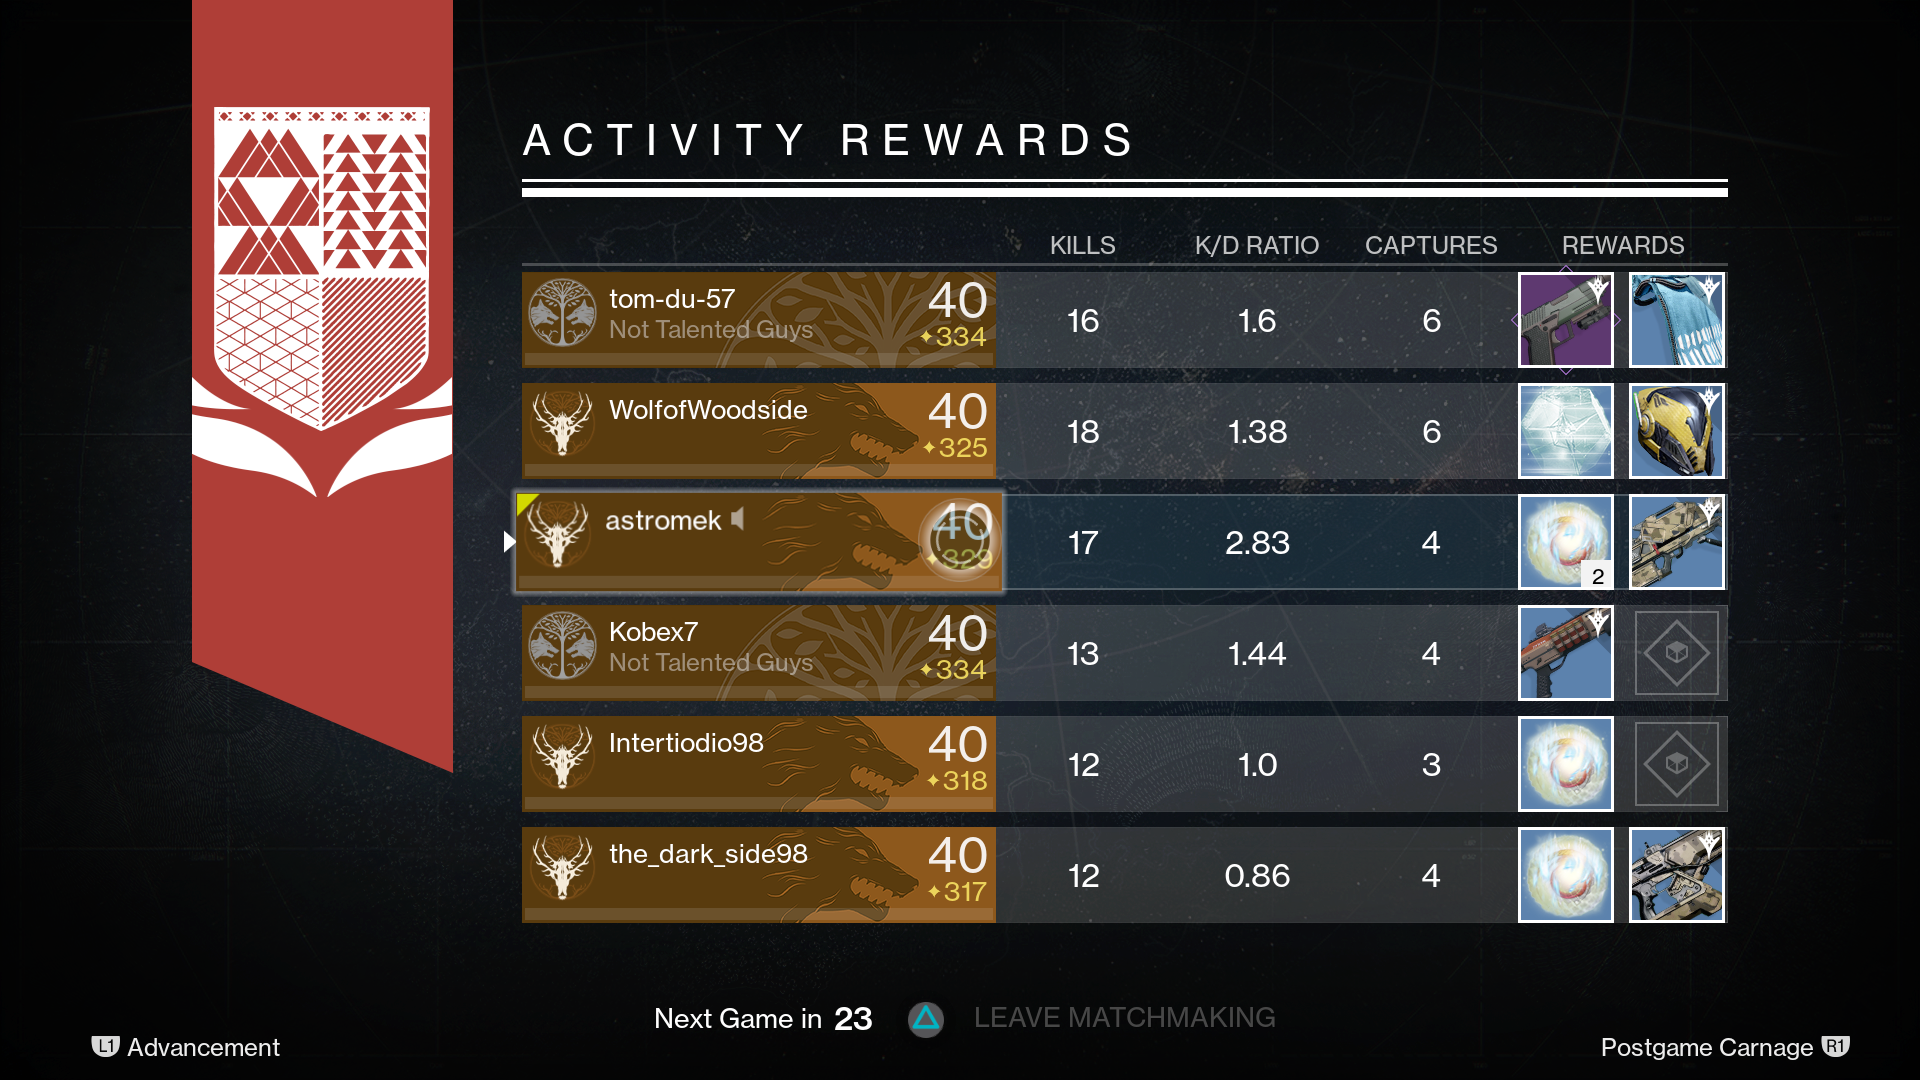 ACTIVITY REWARDS
KILLS K/D RATIO CAPTURES REWARDS
tom-du-57 40
Not Talented Guys 334
16 1.6 6
WolfofWoodside 40
325
18 1.38 6
astromek 40
329
17 2.83 4
2
Kobex7 40
Not Talented Guys 334
13 1.44 4
Intertiodio98 40
318
12 1.0 3
the_dark_side98 40
317
12 0.86 4
Next Game in 23 LEAVE MATCHMAKING
L1 Advancement
Postgame Carnage R1